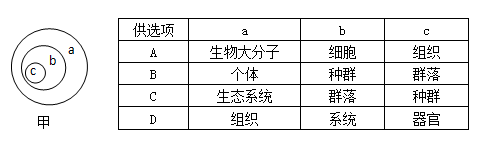 a
b
c
甲
供选项 a b c
A 生物大分子 细胞 组织
B 个体 种群 群落
C 生态系统 群落 种群
D 组织 系统 器官